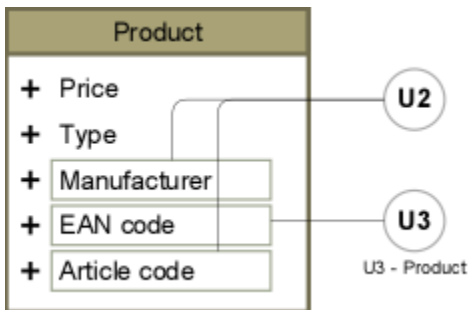 Product
+ Price
+ Type
+ Manufacturer
+ EAN code
+ Article code
U2
U3
U3 - Product